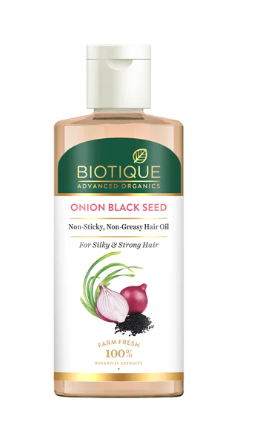 BIOTIQUE
ADVANCED ORGANICS
ONION BLACK SEED
Non-Sticky, Non-Greasy Hair Oil
For Silky & Strong Hair
FARM FRESH
100%
BOTANICAL EXTRACTS